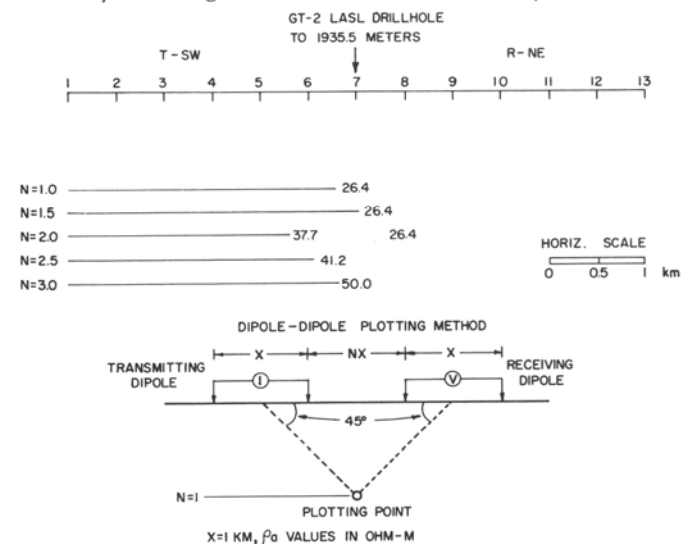 GT-2 LASL DRILLHOLE
TO 1935.5 METERS
T-SW
R-NE
1 2 3 4 5 6 7 8 9 10 11 12 13
N=1.0 26.4
N=1.5 26.4
N=2.0 37.7 26.4
N=2.5 41.2
N=3.0 50.0
HORIZ. SCALE
0 0.5 1 km
DIPOLE-DIPOLE PLOTTING METHOD
X NX X
TRANSMITTING
DIPOLE
RECEIVING
DIPOLE
I V
45°
N=1
PLOTTING POINT
X=1 KM, ρa VALUES IN OHM-M